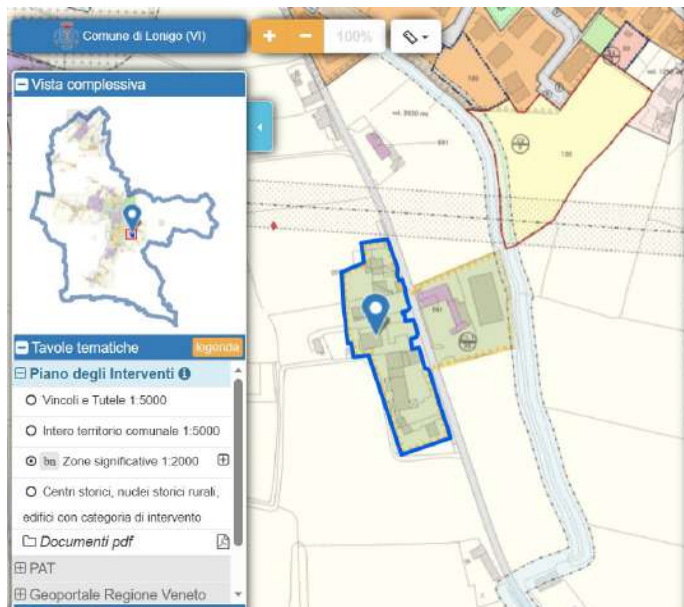 Comune di Lonigo (VI)
100%
Vista complessiva
Tavole tematiche
legenda
Piano degli Interventi
Vincoli e Tutele 1:5000
Intero territorio comunale 1:5000
bn Zone significative 1:2000
Centri storici, nuclei storici rurali,
edifici con categoria di intervento
Documenti pdf
PAT
Geoportale Regione Veneto